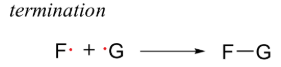 termination
F· + ·G ⟶ F—G